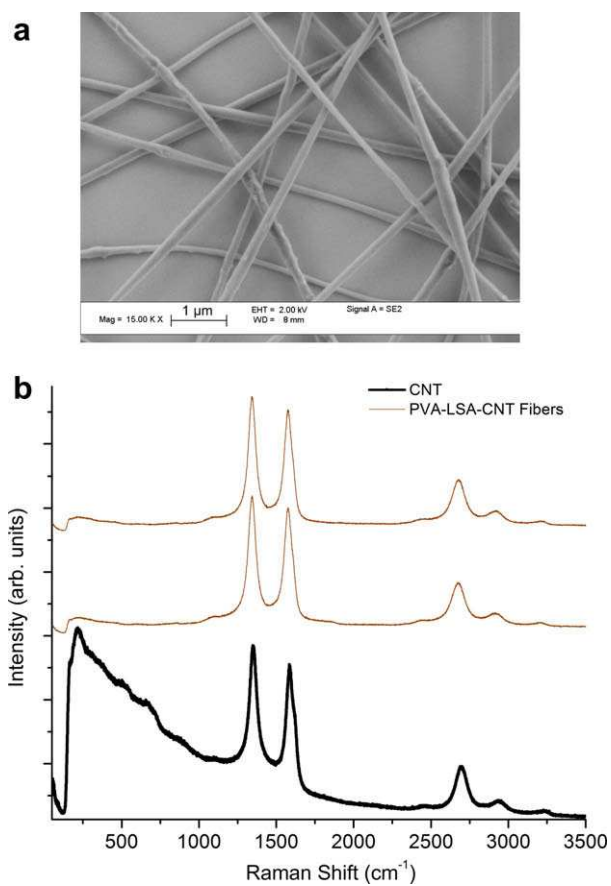 a
Mag = 15.00 K X 1 µm EHT = 2.00 kV Signal A = SE2
WD = 8 mm
b
CNT
PVA-LSA-CNT Fibers
Intensity (arb. units)
500 1000 1500 2000 2500 3000 3500
Raman Shift (cm⁻¹)